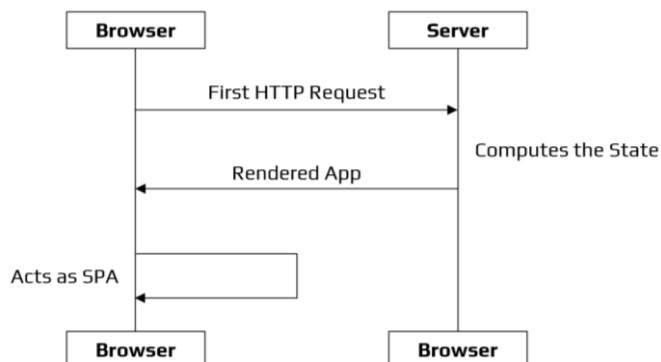 Browser
Server
First HTTP Request
Computes the State
Rendered App
Acts as SPA
Browser
Browser